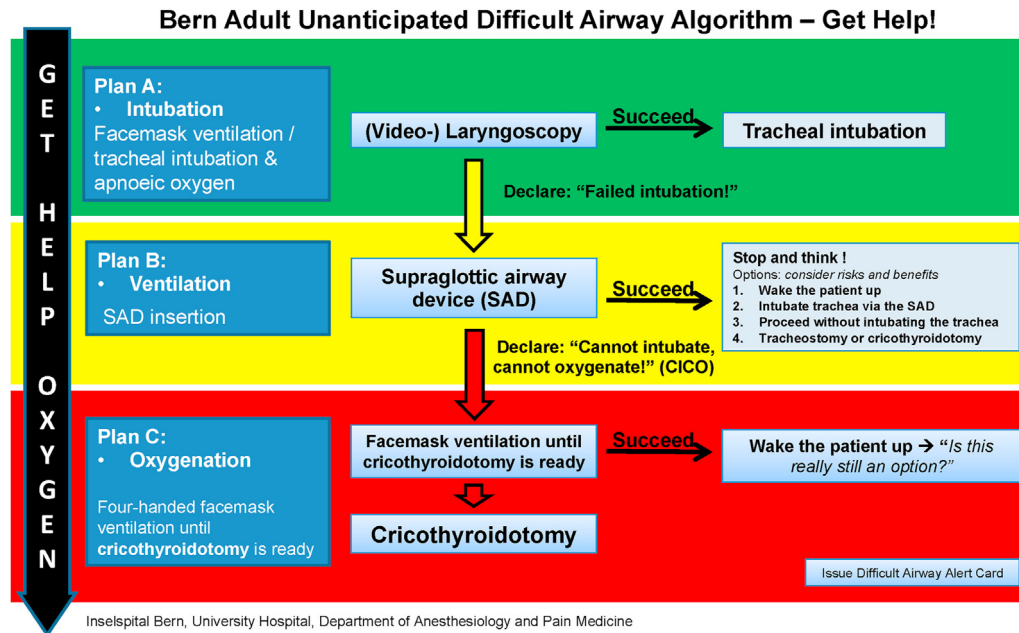 Bern Adult Unanticipated Difficult Airway Algorithm – Get Help!
GET HELP OXYGEN
Plan A:
• Intubation
Facemask ventilation /
tracheal intubation &
apnoeic oxygen
(Video-) Laryngoscopy
Succeed
Tracheal intubation
Declare: “Failed intubation!”
Plan B:
• Ventilation
SAD insertion
Supraglottic airway
device (SAD)
Succeed
Stop and think !
Options: consider risks and benefits
1. Wake the patient up
2. Intubate trachea via the SAD
3. Proceed without intubating the trachea
4. Tracheostomy or cricothyroidotomy
Declare: “Cannot intubate,
cannot oxygenate!” (CICO)
Plan C:
• Oxygenation
Four-handed facemask
ventilation until
cricothyroidotomy is ready
Facemask ventilation until
cricothyroidotomy is ready
Succeed
Wake the patient up → “Is this
really still an option?”
Cricothyroidotomy
Issue Difficult Airway Alert Card
Inselspital Bern, University Hospital, Department of Anesthesiology and Pain Medicine